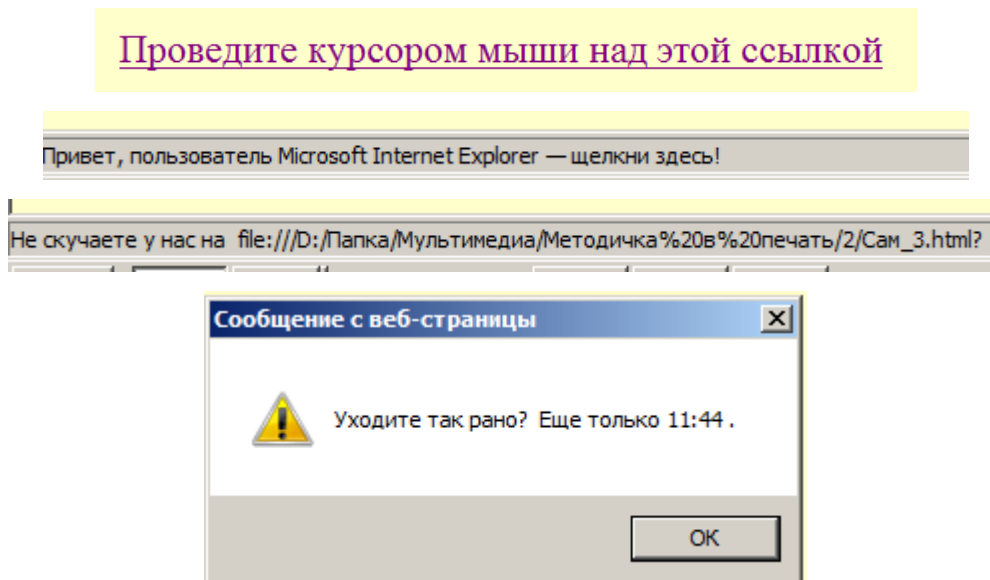 Проведите курсором мыши над этой ссылкой
Привет, пользователь Microsoft Internet Explorer — щелкни здесь!
Не скучаете у нас на file:///D:/Папка/Мультимедиа/Методичка%20в%20печать/2/Сам_3.html?
Сообщение с веб-страницы
Уходите так рано? Еще только 11:44 .
ОК